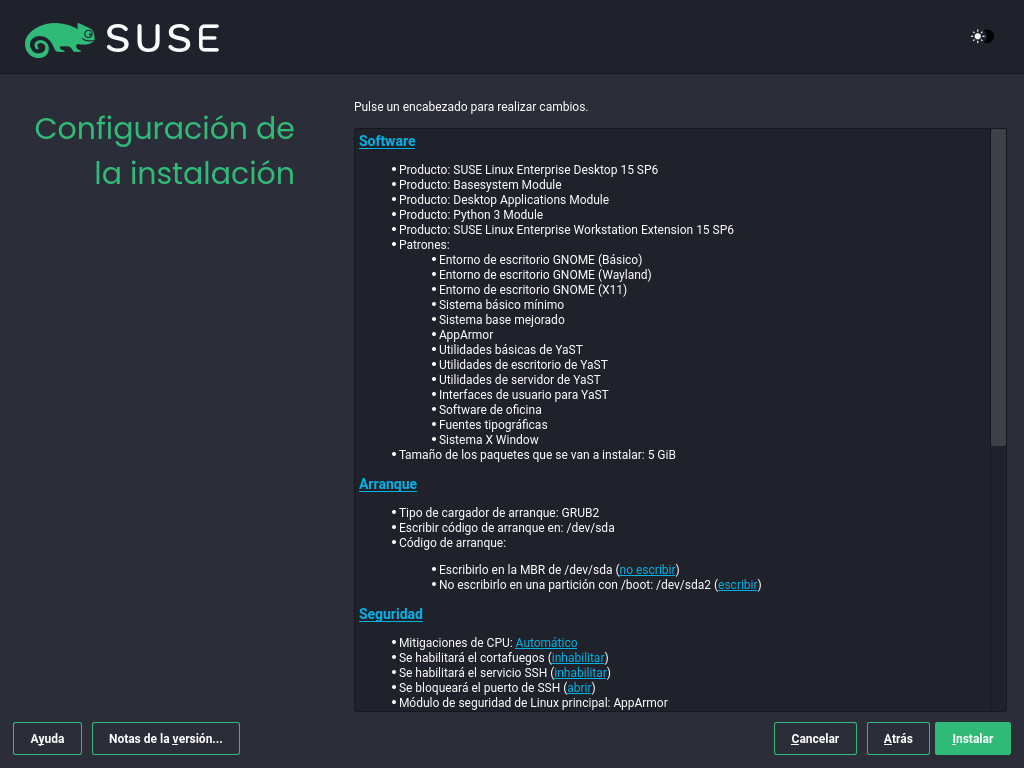 SUSE
Configuración de
la instalación
Pulse un encabezado para realizar cambios.
Software
• Producto: SUSE Linux Enterprise Desktop 15 SP6
• Producto: Basesystem Module
• Producto: Desktop Applications Module
• Producto: Python 3 Module
• Producto: SUSE Linux Enterprise Workstation Extension 15 SP6
• Patrones:
• Entorno de escritorio GNOME (Básico)
• Entorno de escritorio GNOME (Wayland)
• Entorno de escritorio GNOME (X11)
• Sistema básico mínimo
• Sistema base mejorado
• AppArmor
• Utilidades básicas de YaST
• Utilidades de escritorio de YaST
• Utilidades de servidor de YaST
• Interfaces de usuario para YaST
• Software de oficina
• Fuentes tipográficas
• Sistema X Window
• Tamaño de los paquetes que se van a instalar: 5 GiB
Arranque
• Tipo de cargador de arranque: GRUB2
• Escribir código de arranque en: /dev/sda
• Código de arranque:
• Escribirlo en la MBR de /dev/sda (no escribir)
• No escribirlo en una partición con /boot: /dev/sda2 (escribir)
Seguridad
• Mitigaciones de CPU: Automático
• Se habilitará el cortafuegos (inhabilitar)
• Se habilitará el servicio SSH (inhabilitar)
• Se bloqueará el puerto de SSH (abrir)
• Módulo de seguridad de Linux principal: AppArmor
Ayuda
Notas de la versión...
Cancelar
Atrás
Instalar